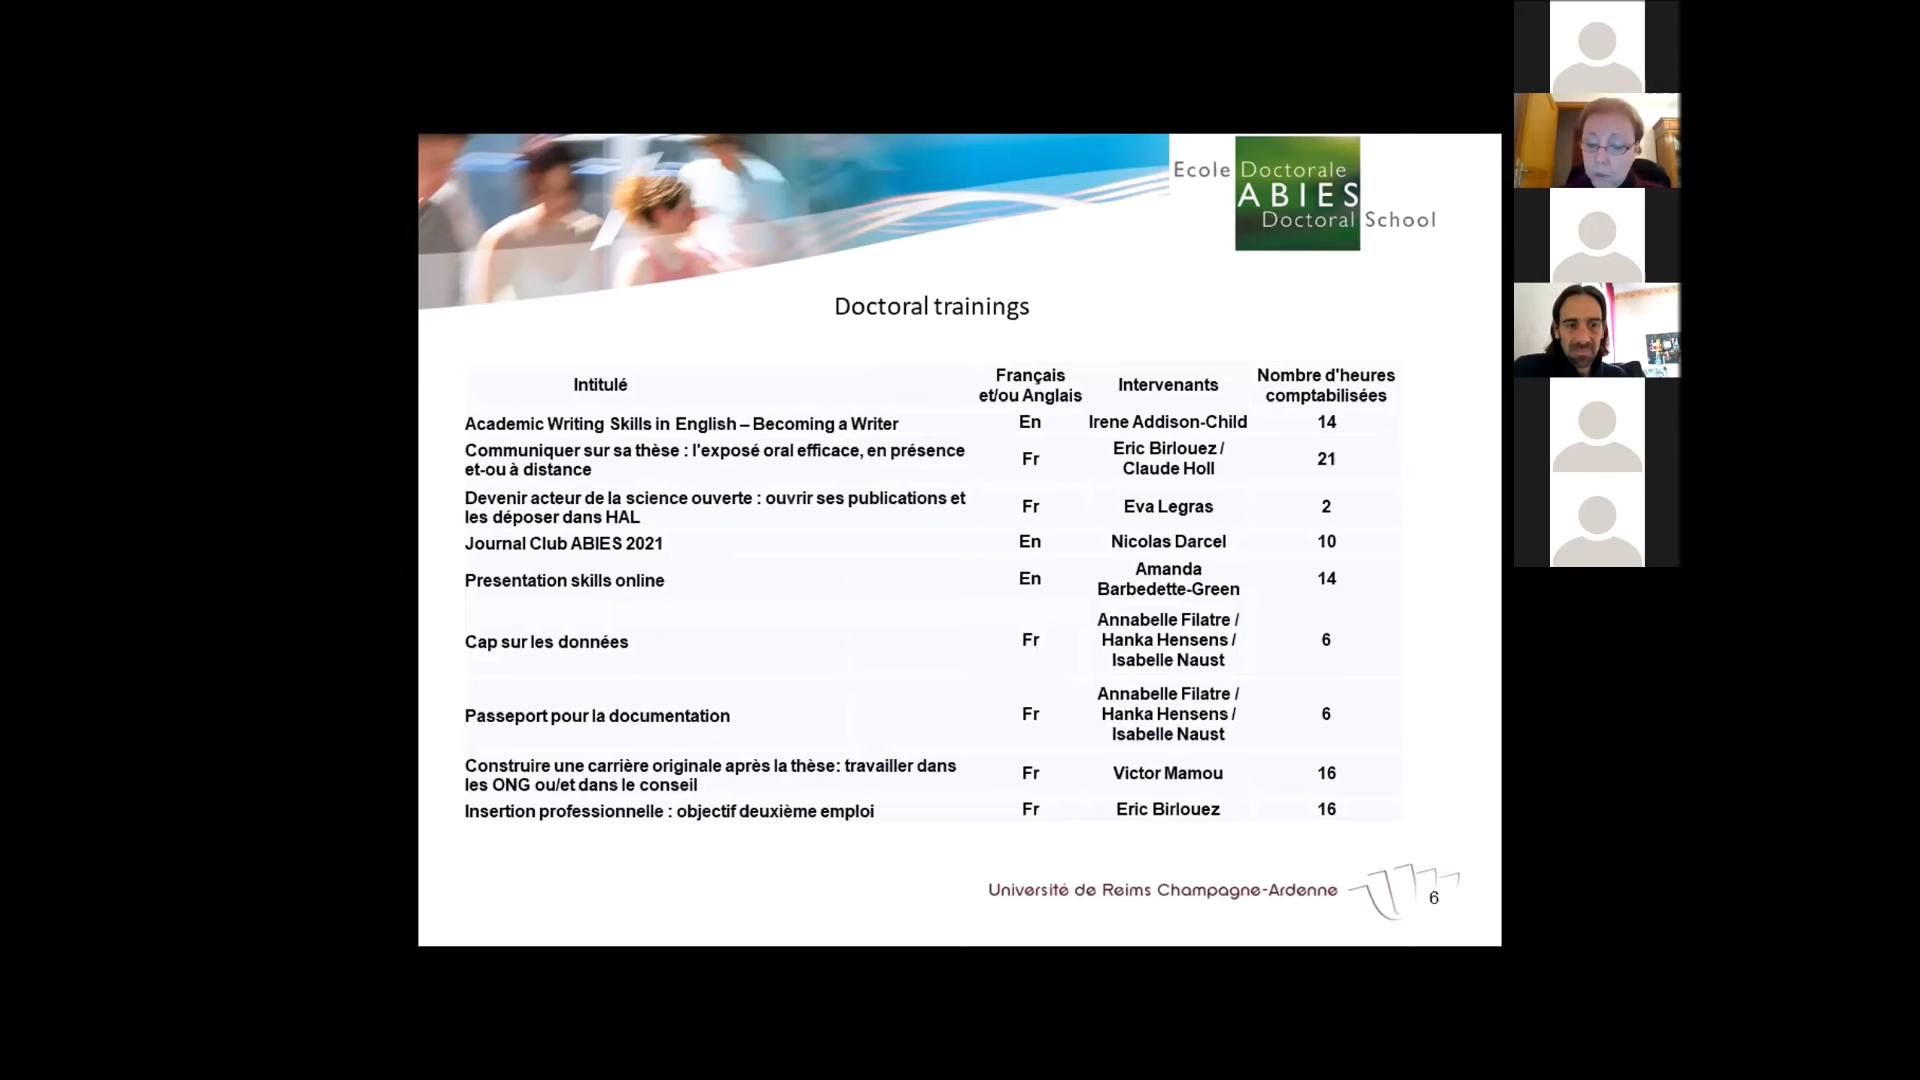 Ecole Doctorale
ABIES
Doctoral School
Doctoral trainings
Intitulé
Français et/ou Anglais
Intervenants
Nombre d'heures comptabilisées
Academic Writing Skills in English – Becoming a Writer
En
Irene Addison-Child
14
Communiquer sur sa thèse : l'exposé oral efficace, en présence
et-ou à distance
Fr
Eric Birlouez /
Claude Holl
21
Devenir acteur de la science ouverte : ouvrir ses publications et
les déposer dans HAL
Fr
Eva Legras
2
Journal Club ABIES 2021
En
Nicolas Darcel
10
Presentation skills online
En
Amanda
Barbedette-Green
14
Cap sur les données
Fr
Annabelle Filatre /
Hanka Hensens /
Isabelle Naust
6
Passeport pour la documentation
Fr
Annabelle Filatre /
Hanka Hensens /
Isabelle Naust
6
Construire une carrière originale après la thèse: travailler dans
les ONG ou/et dans le conseil
Fr
Victor Mamou
16
Insertion professionnelle : objectif deuxième emploi
Fr
Eric Birlouez
16
Université de Reims Champagne-Ardenne
6